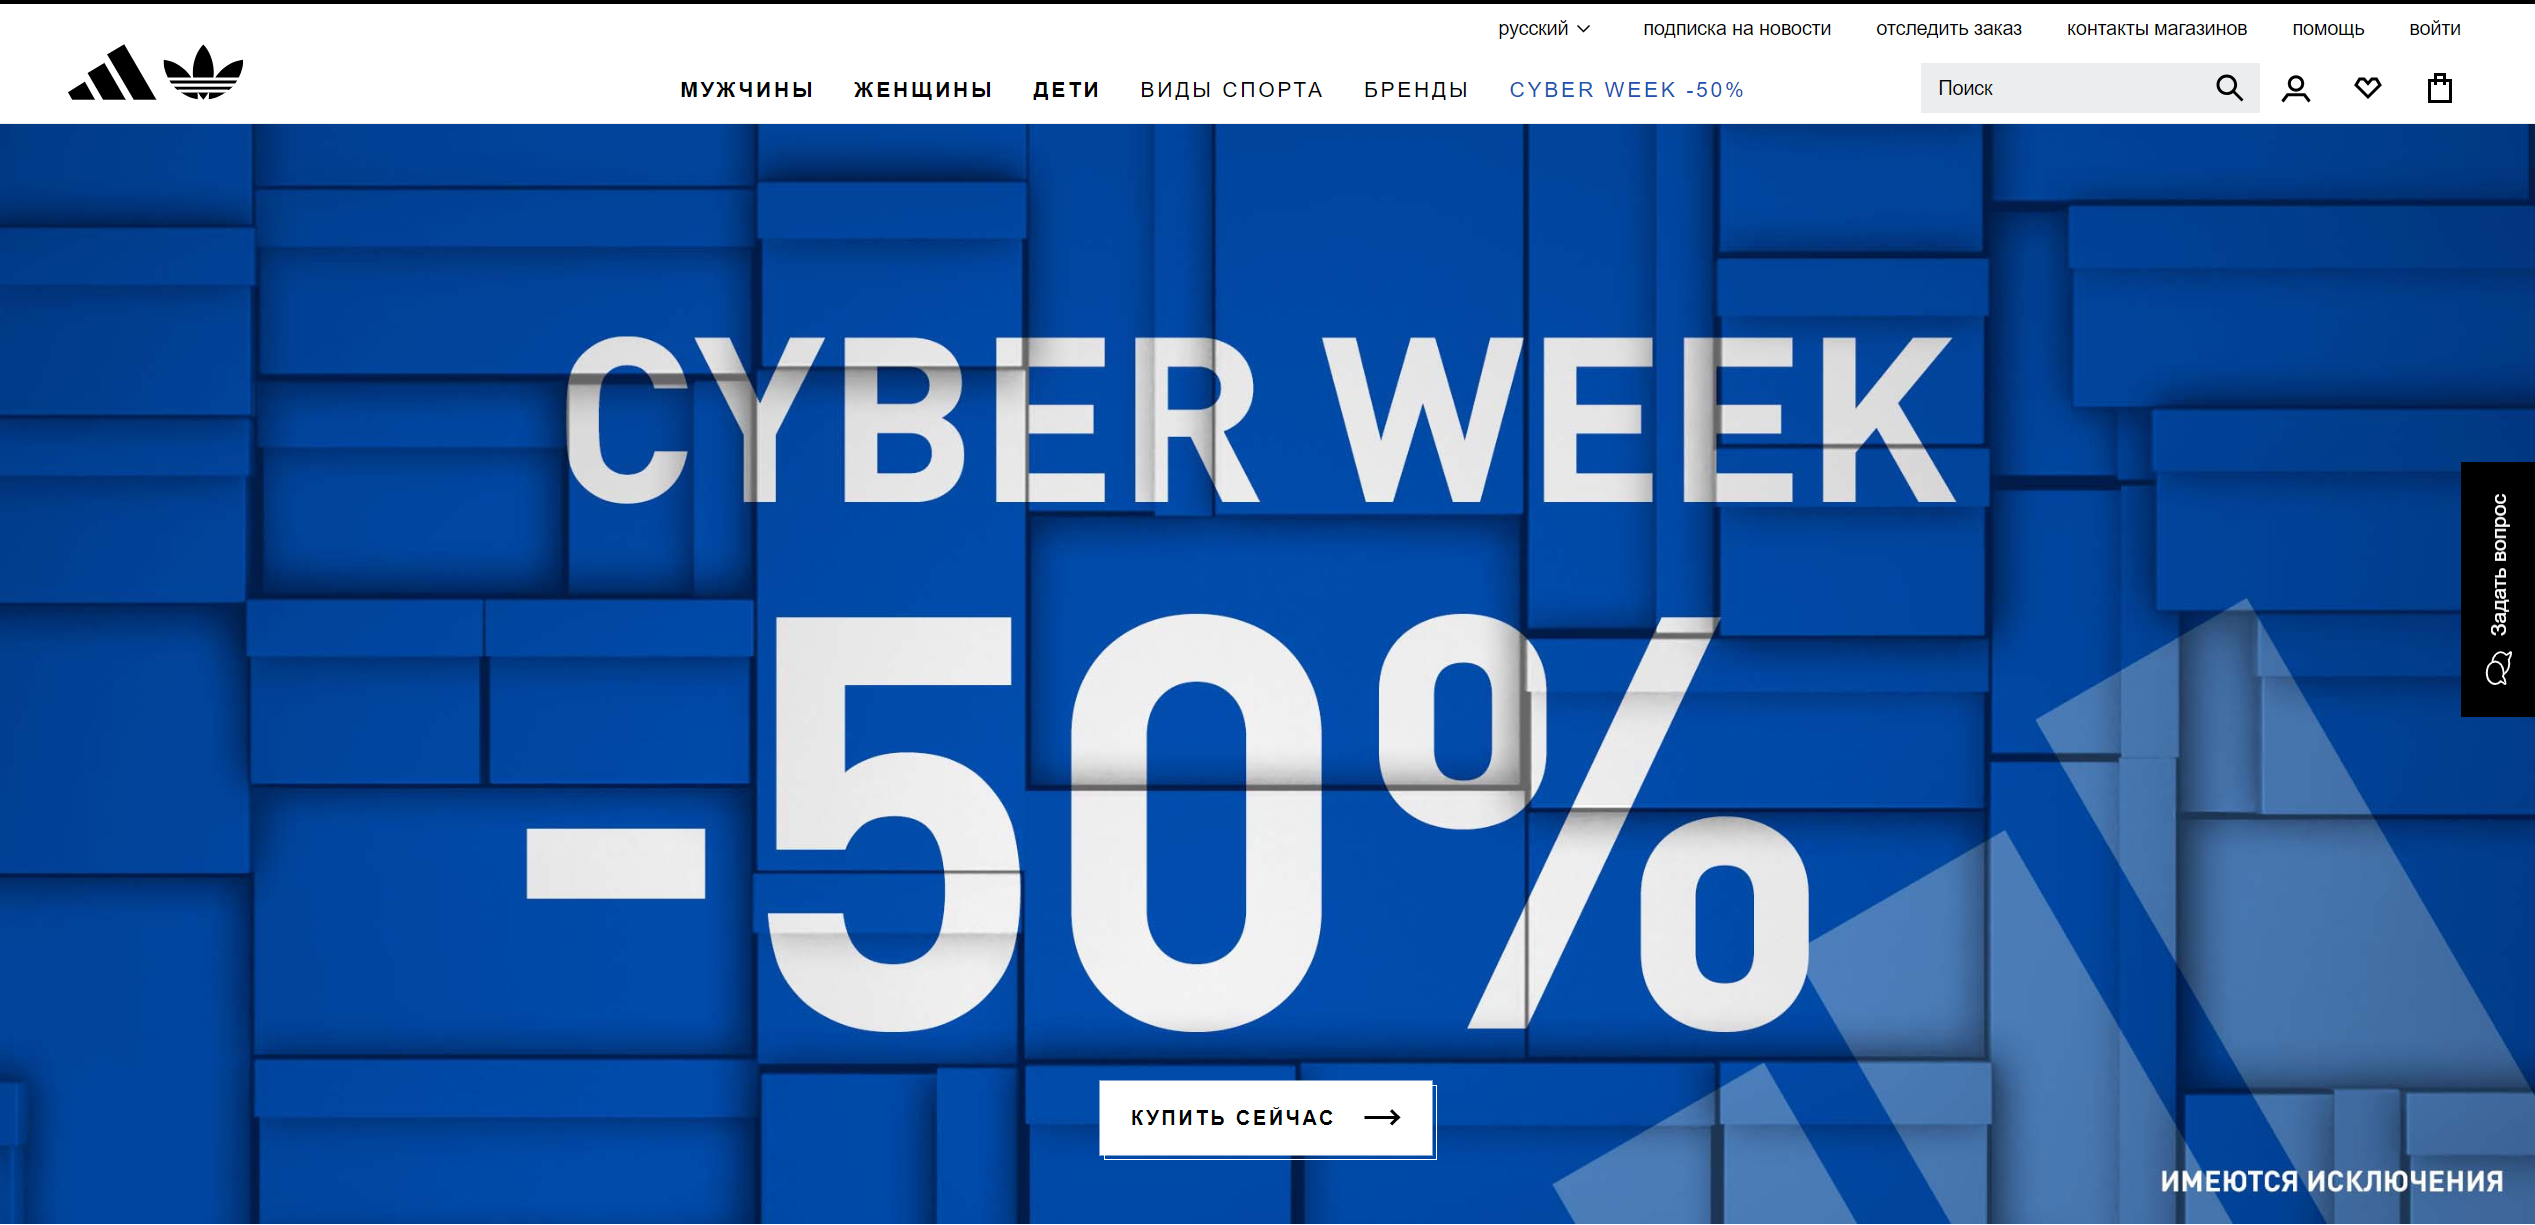 русский
подписка на новости
отследить заказ
контакты магазинов
помощь
войти
МУЖЧИНЫ
ЖЕНЩИНЫ
ДЕТИ
ВИДЫ СПОРТА
БРЕНДЫ
CYBER WEEK -50%
Поиск
CYBER WEEK
-50%
Задать вопрос
КУПИТЬ СЕЙЧАС
ИМЕЮТСЯ ИСКЛЮЧЕНИЯ